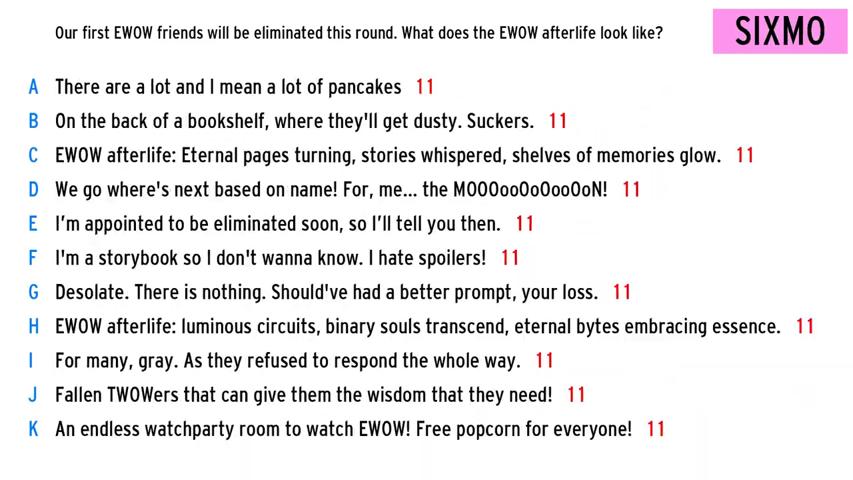 Our first EWOW friends will be eliminated this round. What does the EWOW afterlife look like?
SIXMO
A There are a lot and I mean a lot of pancakes 11
B On the back of a bookshelf, where they'll get dusty. Suckers. 11
C EWOW afterlife: Eternal pages turning, stories whispered, shelves of memories glow. 11
D We go where's next based on name! For, me... the MOOOooOoOooOoN! 11
E I'm appointed to be eliminated soon, so I'll tell you then. 11
F I'm a storybook so I don't wanna know. I hate spoilers! 11
G Desolate. There is nothing. Should've had a better prompt, your loss. 11
H EWOW afterlife: luminous circuits, binary souls transcend, eternal bytes embracing essence. 11
I For many, gray. As they refused to respond the whole way. 11
J Fallen TWOWers that can give them the wisdom that they need! 11
K An endless watchparty room to watch EWOW! Free popcorn for everyone! 11